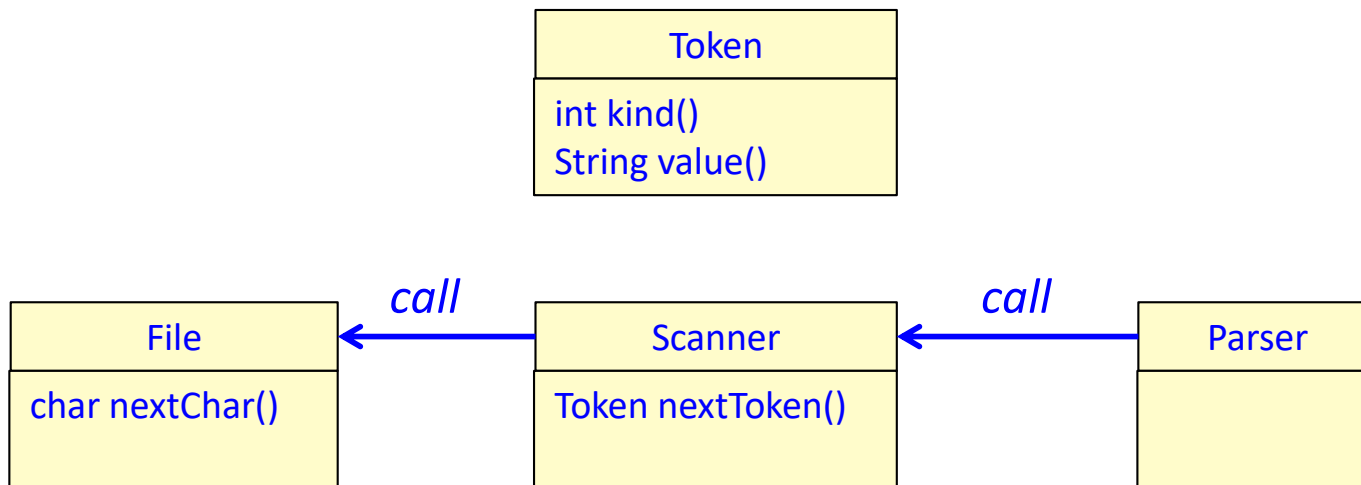 Token
int kind()
String value()
call
call
File
Scanner
Parser
char nextChar()
Token nextToken()